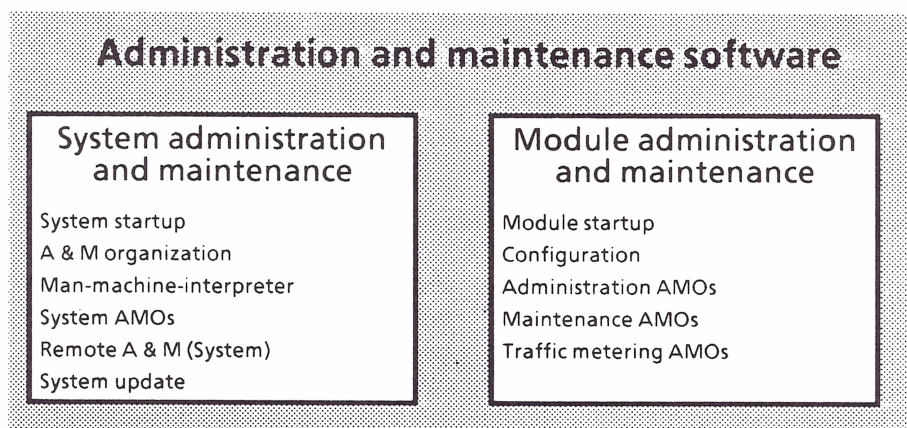 Administration and maintenance software
System administration
and maintenance
System startup
A & M organization
Man-machine-interpreter
System AMOs
Remote A & M (System)
System update
Module administration
and maintenance
Module startup
Configuration
Administration AMOs
Maintenance AMOs
Traffic metering AMOs